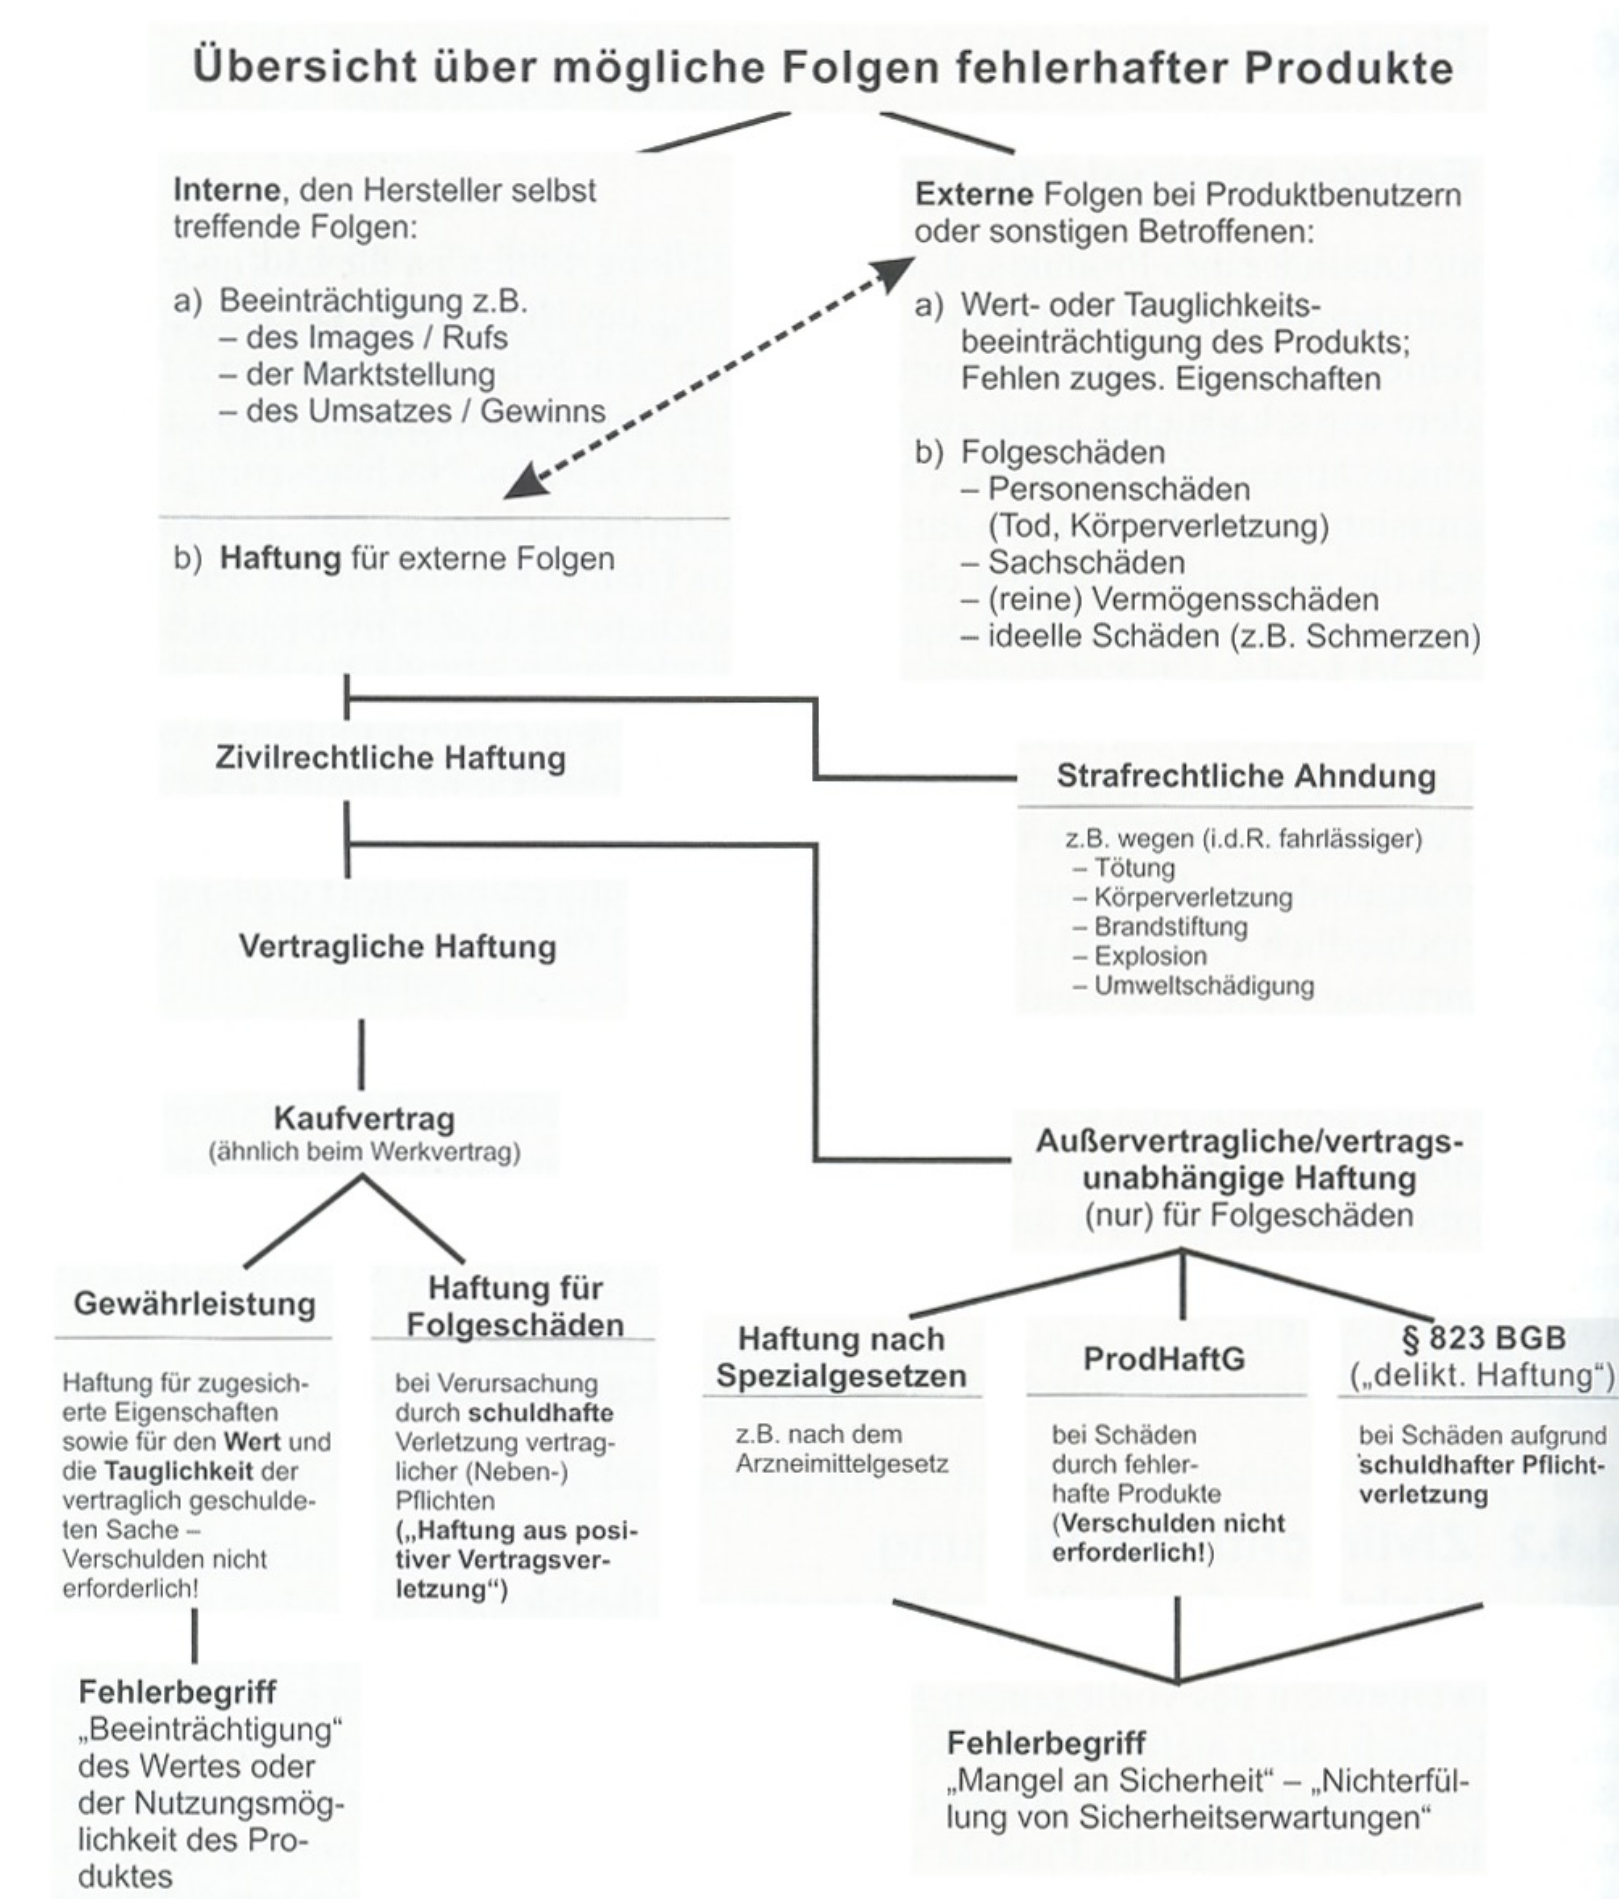 Übersicht über mögliche Folgen fehlerhafter Produkte
Interne, den Hersteller selbst
treffende Folgen:
a) Beeinträchtigung z.B.
– des Images / Rufs
– der Marktstellung
– des Umsatzes / Gewinns
b) Haftung für externe Folgen
Externe Folgen bei Produktbenutzern
oder sonstigen Betroffenen:
a) Wert- oder Tauglichkeits-
beeinträchtigung des Produkts;
Fehlen zuges. Eigenschaften
b) Folgeschäden
– Personenschäden
(Tod, Körperverletzung)
– Sachschäden
– (reine) Vermögensschäden
– ideelle Schäden (z.B. Schmerzen)
Zivilrechtliche Haftung
Strafrechtliche Ahndung
z.B. wegen (i.d.R. fahrlässiger)
– Tötung
– Körperverletzung
– Brandstiftung
– Explosion
– Umweltschädigung
Vertragliche Haftung
Kaufvertrag
(ähnlich beim Werkvertrag)
Außervertragliche/vertrags-
unabhängige Haftung
(nur) für Folgeschäden
Gewährleistung
Haftung für zugesich-
erte Eigenschaften
sowie für den Wert und
die Tauglichkeit der
vertraglich geschulde-
ten Sache –
Verschulden nicht
erforderlich!
Haftung für
Folgeschäden
bei Verursachung
durch schuldhafte
Verletzung vertrag-
licher (Neben-)
Pflichten
(„Haftung aus posi-
tiver Vertragsver-
letzung“)
Haftung nach
Spezialgesetzen
z.B. nach dem
Arzneimittelgesetz
ProdHaftG
bei Schäden
durch fehler-
hafte Produkte
(Verschulden nicht
erforderlich!)
§ 823 BGB
(„delikt. Haftung“)
bei Schäden aufgrund
schuldhafter Pflicht-
verletzung
Fehlerbegriff
„Beeinträchtigung“
des Wertes oder
der Nutzungsmög-
lichkeit des Pro-
duktes
Fehlerbegriff
„Mangel an Sicherheit“ – „Nichterfül-
lung von Sicherheitserwartungen“